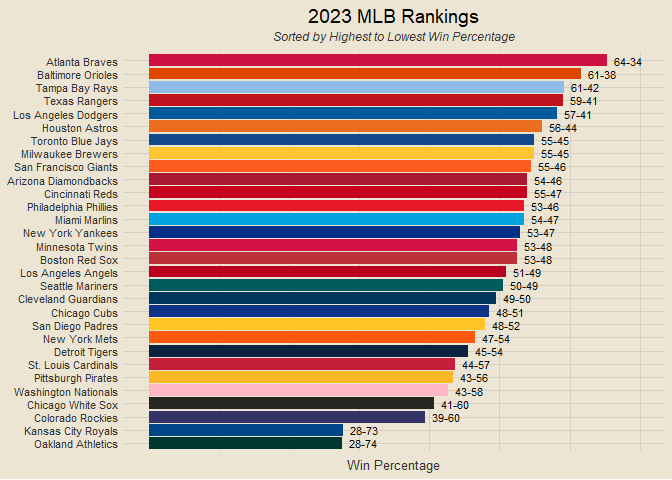 2023 MLB Rankings
Sorted by Highest to Lowest Win Percentage
Atlanta Braves 64-34
Baltimore Orioles 61-38
Tampa Bay Rays 61-42
Texas Rangers 59-41
Los Angeles Dodgers 57-41
Houston Astros 56-44
Toronto Blue Jays 55-45
Milwaukee Brewers 55-45
San Francisco Giants 55-46
Arizona Diamondbacks 54-46
Cincinnati Reds 55-47
Philadelphia Phillies 53-46
Miami Marlins 54-47
New York Yankees 53-47
Minnesota Twins 53-48
Boston Red Sox 53-48
Los Angeles Angels 51-49
Seattle Mariners 50-49
Cleveland Guardians 49-50
Chicago Cubs 48-51
San Diego Padres 48-52
New York Mets 47-54
Detroit Tigers 45-54
St. Louis Cardinals 44-57
Pittsburgh Pirates 43-56
Washington Nationals 43-58
Chicago White Sox 41-60
Colorado Rockies 39-60
Kansas City Royals 28-73
Oakland Athletics 28-74
Win Percentage